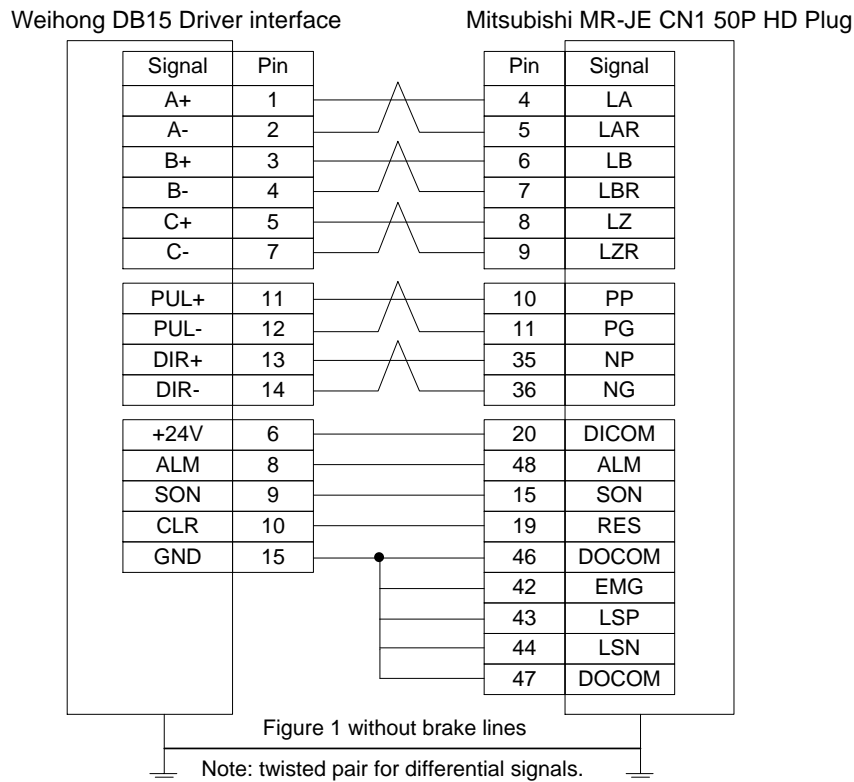 Weihong DB15 Driver interface Mitsubishi MR-JE CN1 50P HD Plug
Signal Pin Pin Signal
A+ 1 4 LA
A- 2 5 LAR
B+ 3 6 LB
B- 4 7 LBR
C+ 5 8 LZ
C- 7 9 LZR
PUL+ 11 10 PP
PUL- 12 11 PG
DIR+ 13 35 NP
DIR- 14 36 NG
+24V 6 20 DICOM
ALM 8 48 ALM
SON 9 15 SON
CLR 10 19 RES
GND 15 46 DOCOM
42 EMG
43 LSP
44 LSN
47 DOCOM
Figure 1 without brake lines
Note: twisted pair for differential signals.